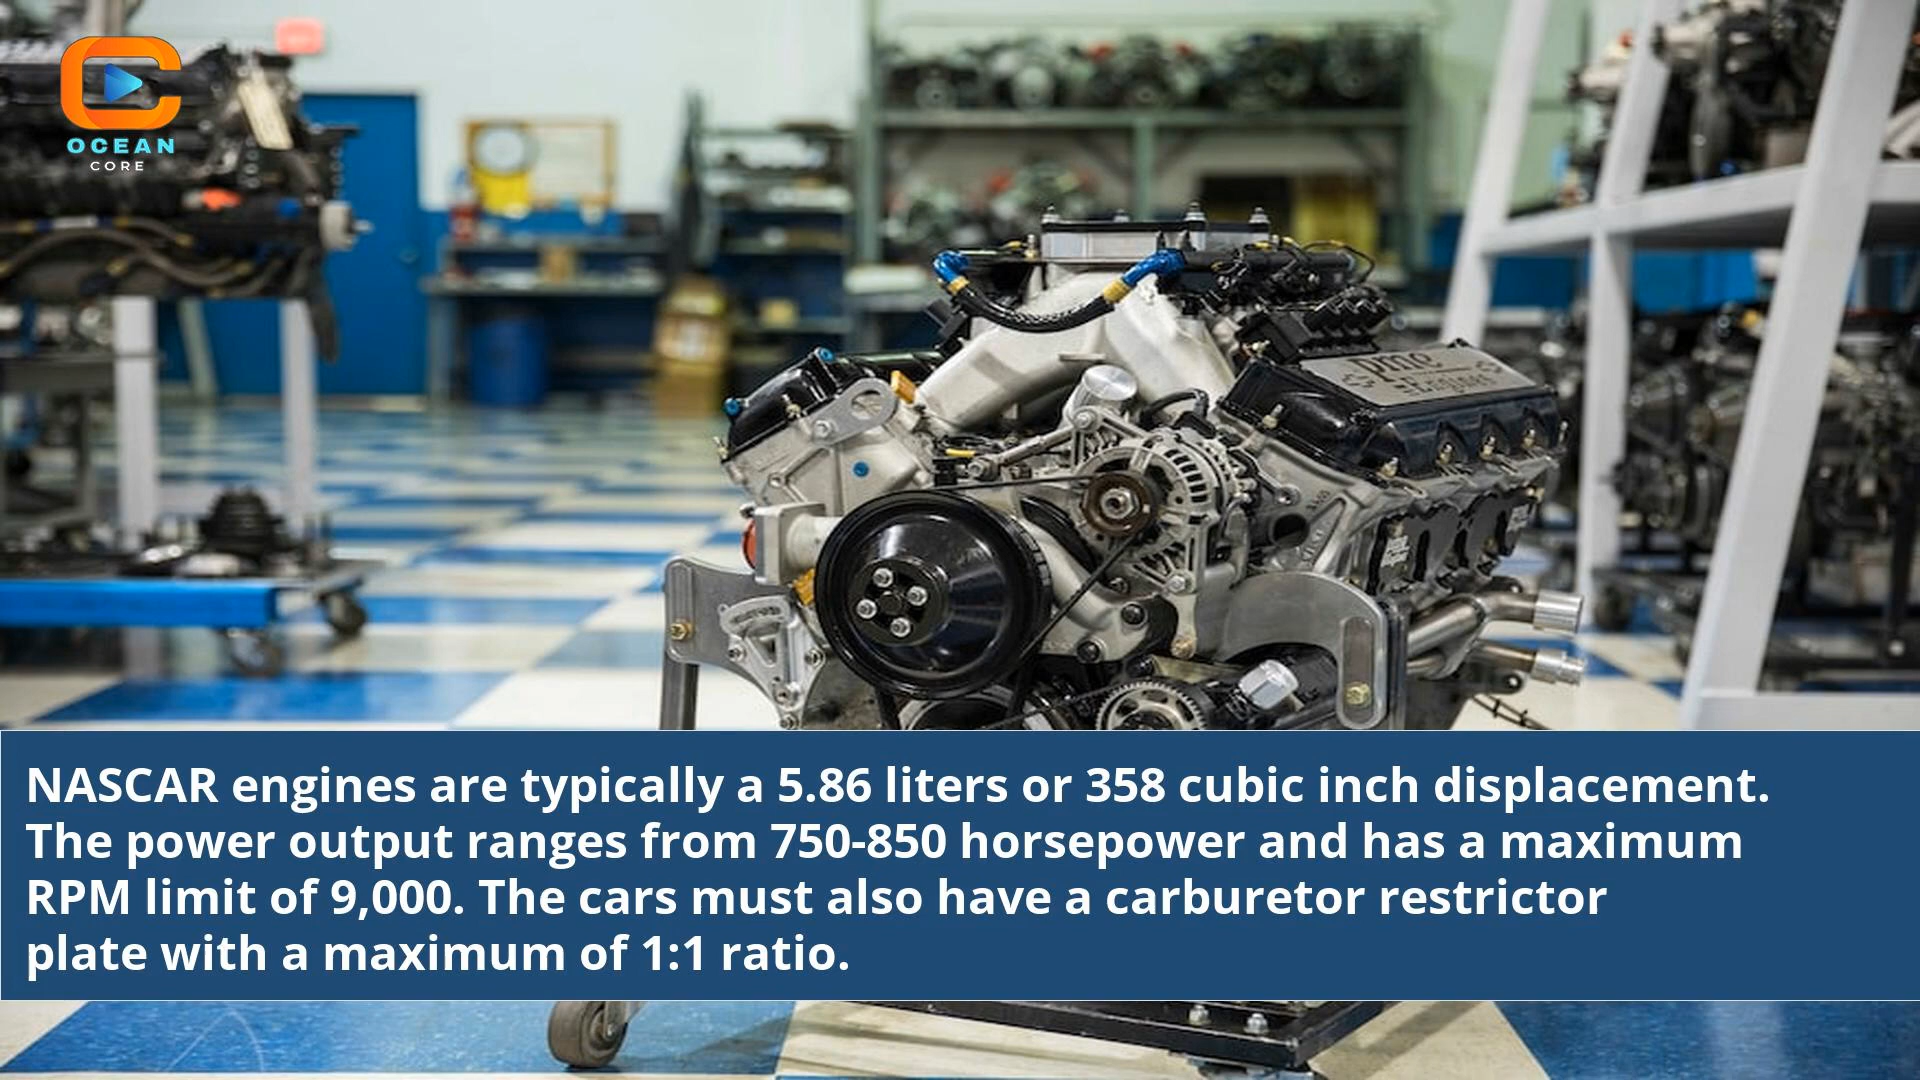 OCEAN
CORE
pme
Engines
NASCAR engines are typically a 5.86 liters or 358 cubic inch displacement.
The power output ranges from 750-850 horsepower and has a maximum
RPM limit of 9,000. The cars must also have a carburetor restrictor
plate with a maximum of 1:1 ratio.